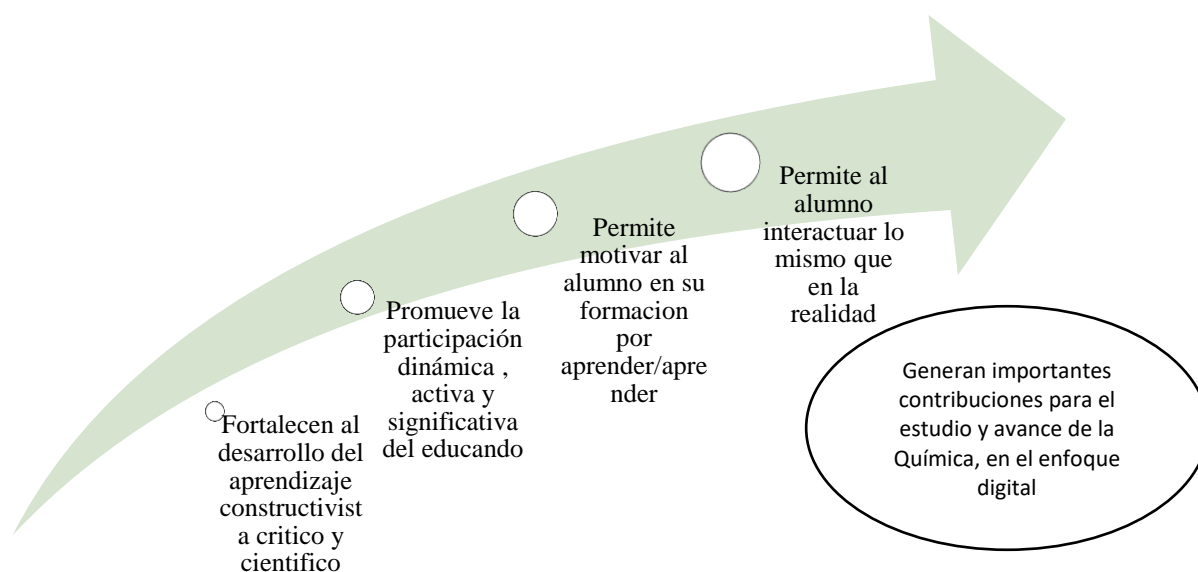 Fortalecen al
desarrollo del
aprendizaje
constructivist
a critico y
cientifico
Promueve la
participación
dinámica ,
activa y
significativa
del educando
Permite
motivar al
alumno en su
formacion
por
aprender/apre
nder
Permite al
alumno
interactuar lo
mismo que
en la
realidad
Generan importantes
contribuciones para el
estudio y avance de la
Química, en el enfoque
digital